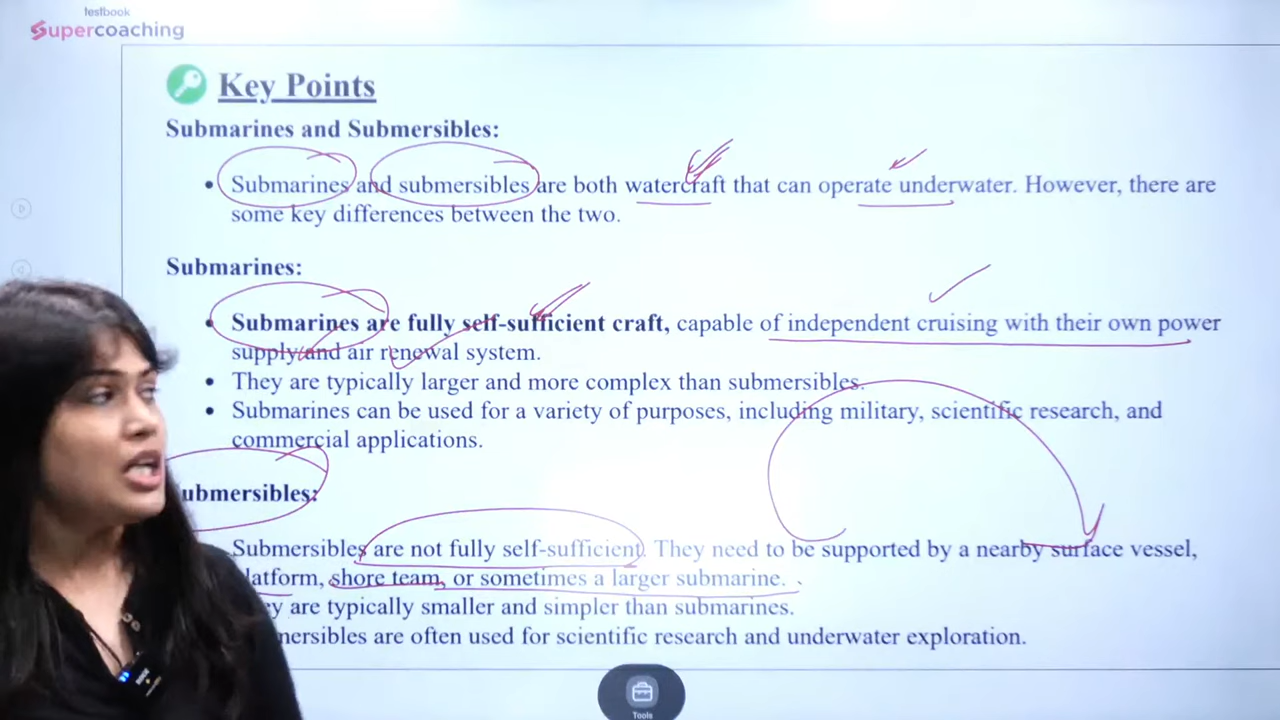 testbook
Supercoaching
Key Points
Submarines and Submersibles:
• Submarines and submersibles are both watercraft that can operate underwater. However, there are
some key differences between the two.
Submarines:
• Submarines are fully self-sufficient craft, capable of independent cruising with their own power
supply and air renewal system.
• They are typically larger and more complex than submersibles.
• Submarines can be used for a variety of purposes, including military, scientific research, and
commercial applications.
ubmersibles:
Submersibles are not fully self-sufficient. They need to be supported by a nearby surface vessel,
latform, shore team, or sometimes a larger submarine.
ey are typically smaller and simpler than submarines.
mersibles are often used for scientific research and underwater exploration.
Tools